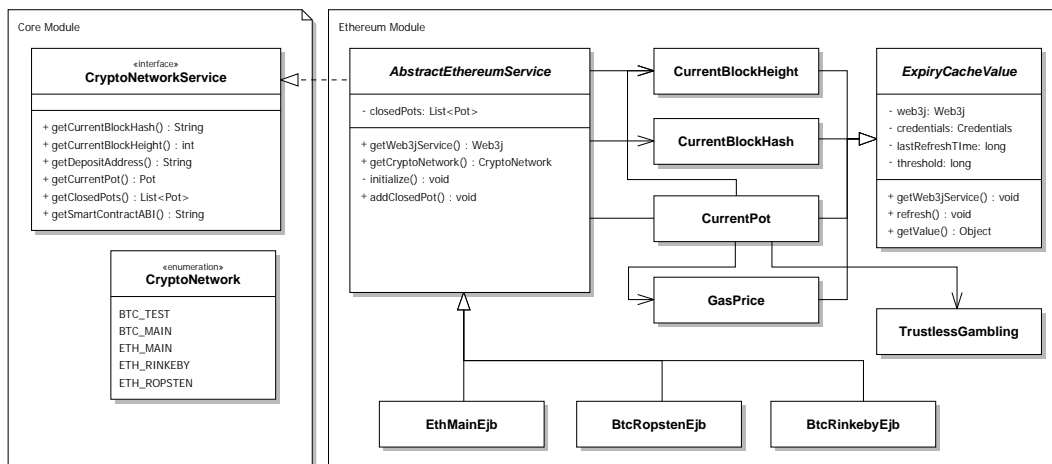 Core Module
«interface»
CryptoNetworkService
+ getCurrentBlockHash() : String
+ getCurrentBlockHeight() : int
+ getDepositAddress() : String
+ getCurrentPot() : Pot
+ getClosedPots() : List<Pot>
+ getSmartContractABI() : String
«enumeration»
CryptoNetwork
BTC_TEST
BTC_MAIN
ETH_MAIN
ETH_RINKEBY
ETH_ROPSTEN
Ethereum Module
AbstractEthereumService
- closedPots: List<Pot>
+ getWeb3jService() : Web3j
+ getCryptoNetwork() : CryptoNetwork
- initialize() : void
+ addClosedPot() : void
CurrentBlockHeight
CurrentBlockHash
CurrentPot
GasPrice
ExpiryCacheValue
- web3j: Web3j
- credentials: Credentials
- lastRefreshTIme: long
- threshold: long
+ getWeb3jService() : void
+ refresh() : void
+ getValue() : Object
TrustlessGambling
EthMainEjb
BtcRopstenEjb
BtcRinkebyEjb